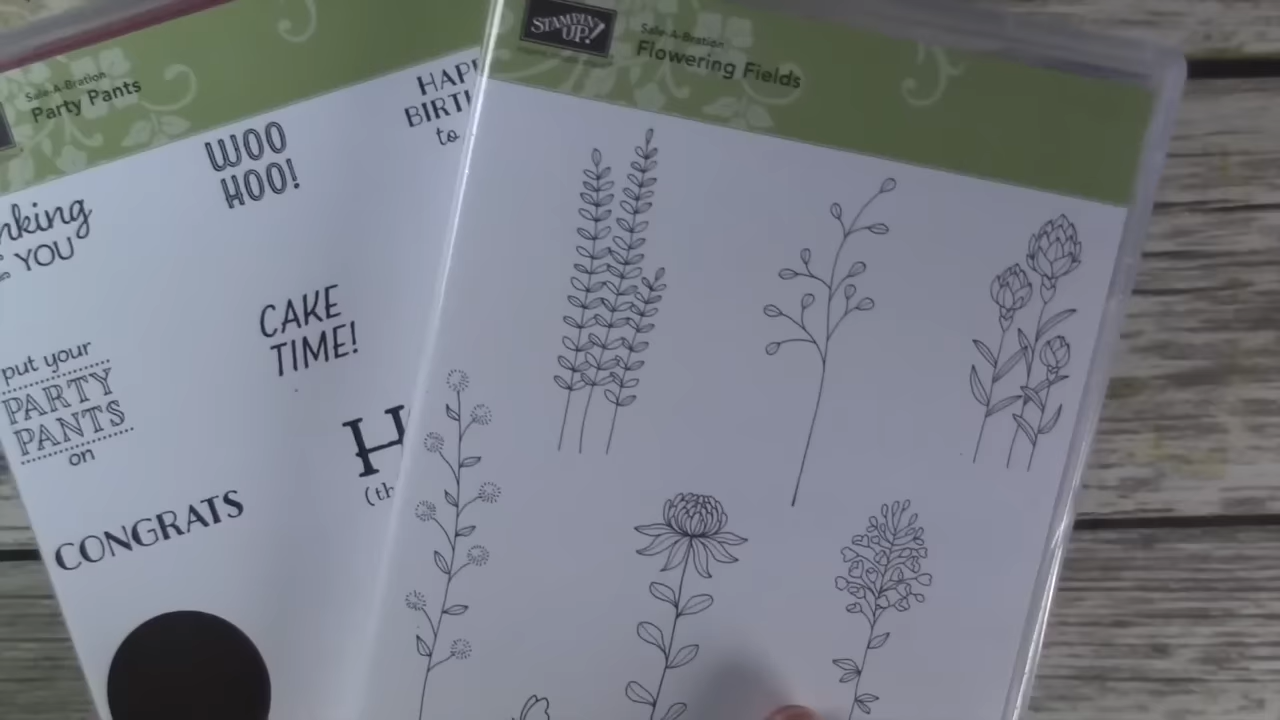 Sale-A-Bration
Party Pants
WOO
HOO!
HAP
BIRT
to
YOU
CAKE
TIME!
put your
PARTY
PANTS
on
H
(th
CONGRATS
STAMPIN'
UP!
Sale-A-Bration
Flowering Fields